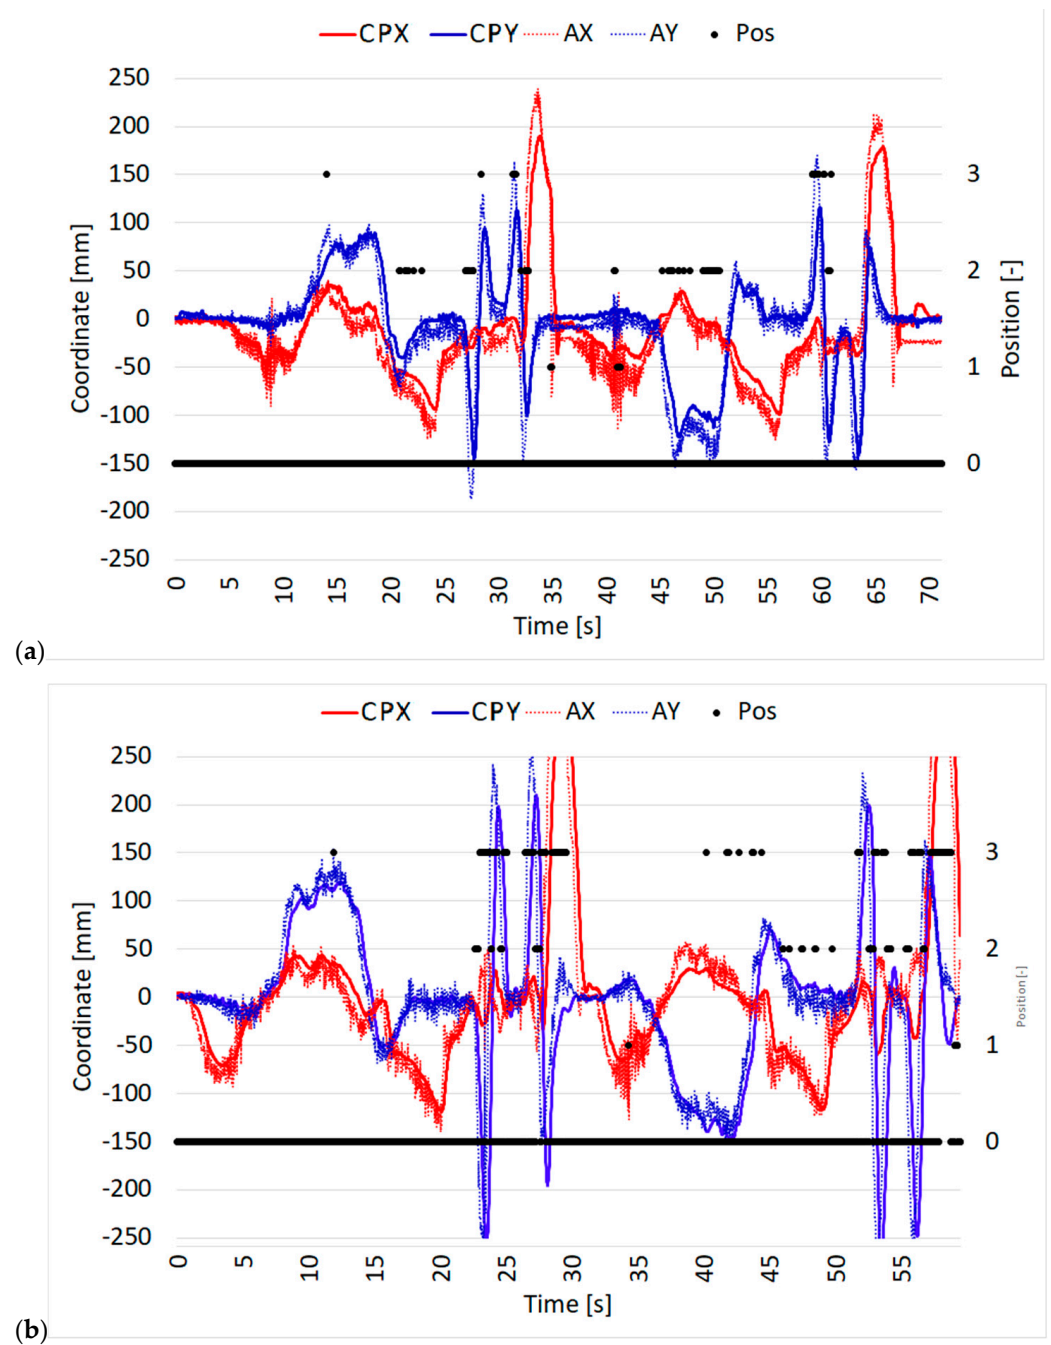 CPX CPY AX AY Pos
250
200
150 3
100
50 2
0
-50 1
-100
-150 0
-200
-250
Coordinate [mm]
Position [-]
0 5 10 15 20 25 30 35 40 45 50 55 60 65 70
Time [s]
(a)
CPX CPY AX AY Pos
250
200
150 3
100
50 2
0
-50 1
-100
-150 0
-200
-250
Coordinate [mm]
Position[-]
0 5 10 15 20 25 30 35 40 45 50 55
Time [s]
(b)